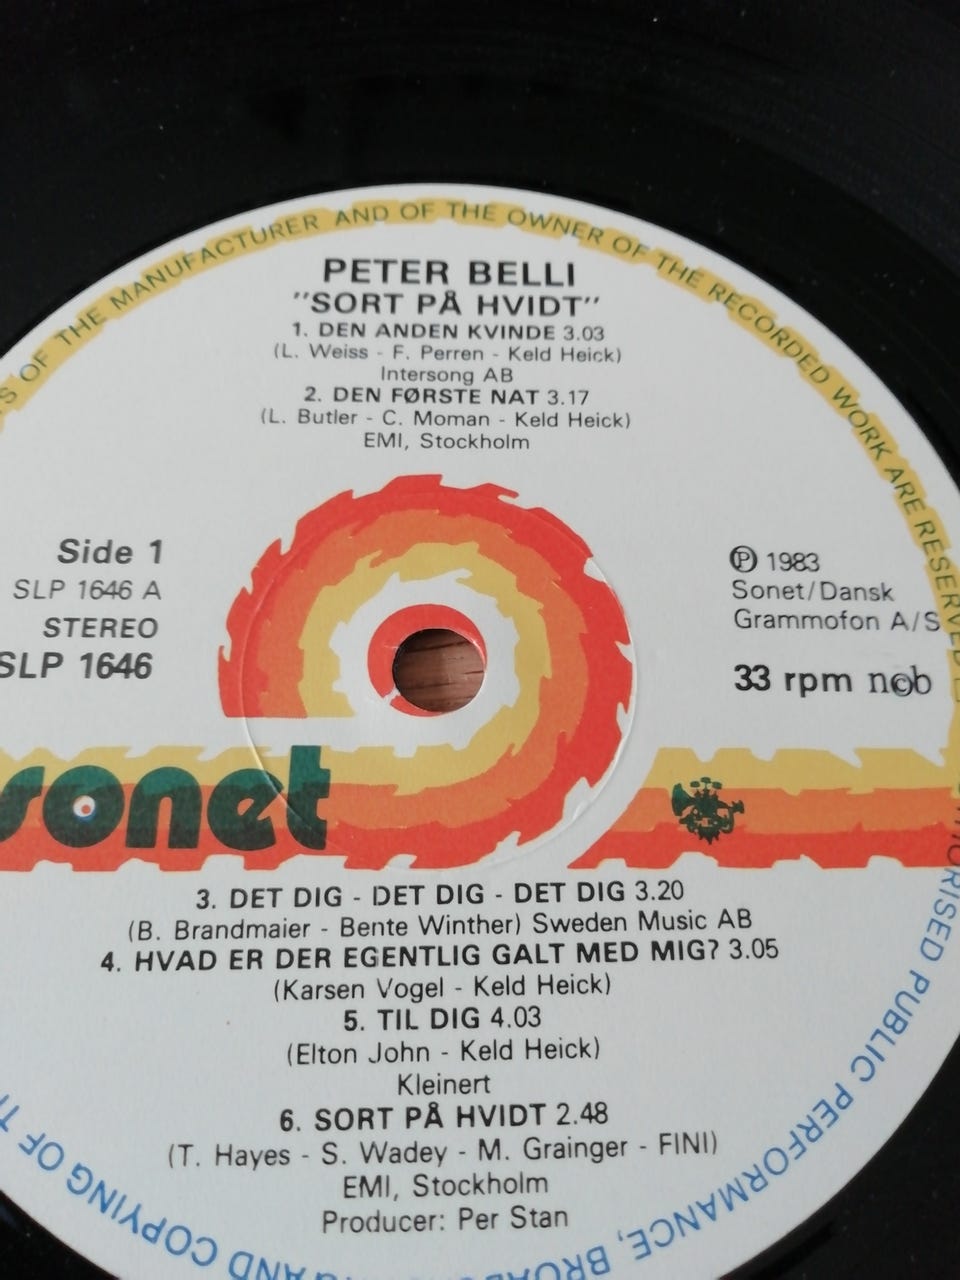 OF THE MANUFACTURER AND OF THE OWNER OF THE RECORDED WORK ARE RESERVED
PETER BELLI
"SORT PÅ HVIDT"
1. DEN ANDEN KVINDE 3.03
(L. Weiss - F. Perren - Keld Heick)
Intersong AB
2. DEN FØRSTE NAT 3.17
(L. Butler - C. Moman - Keld Heick)
EMI, Stockholm
Side 1
SLP 1646 A
STEREO
SLP 1646
Ⓟ 1983
Sonet/Dansk
Grammofon A/S
33 rpm ncb
sonet
3. DET DIG - DET DIG - DET DIG 3.20
(B. Brandmaier - Bente Winther) Sweden Music AB
4. HVAD ER DER EGENTLIG GALT MED MIG? 3.05
(Karsen Vogel - Keld Heick)
5. TIL DIG 4.03
(Elton John - Keld Heick)
Kleinert
6. SORT PÅ HVIDT 2.48
(T. Hayes - S. Wadey - M. Grainger - FINI)
EMI, Stockholm
Producer: Per Stan
PUBLIC PERFORMANCE,
AND COPYING OF